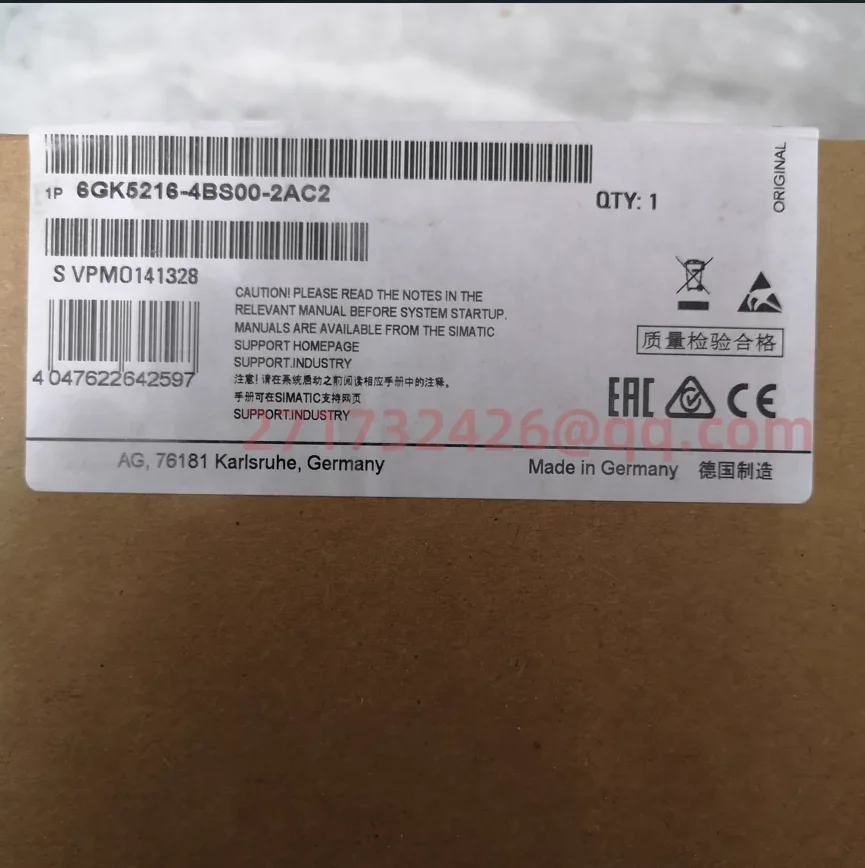 ORIGINAL
1P 6GK5216-4BS00-2AC2
QTY: 1
S VPM0141328
CAUTION! PLEASE READ THE NOTES IN THE
RELEVANT MANUAL BEFORE SYSTEM STARTUP.
MANUALS ARE AVAILABLE FROM THE SIMATIC
SUPPORT HOMEPAGE
SUPPORT.INDUSTRY
注意!请在系统启动之前阅读相应手册中的注释。
手册可在SIMATIC支持网页
SUPPORT.INDUSTRY
4 047622642597
质量检验合格
EAC CE
271732426@qq.com
AG, 76181 Karlsruhe, Germany
Made in Germany 德国制造